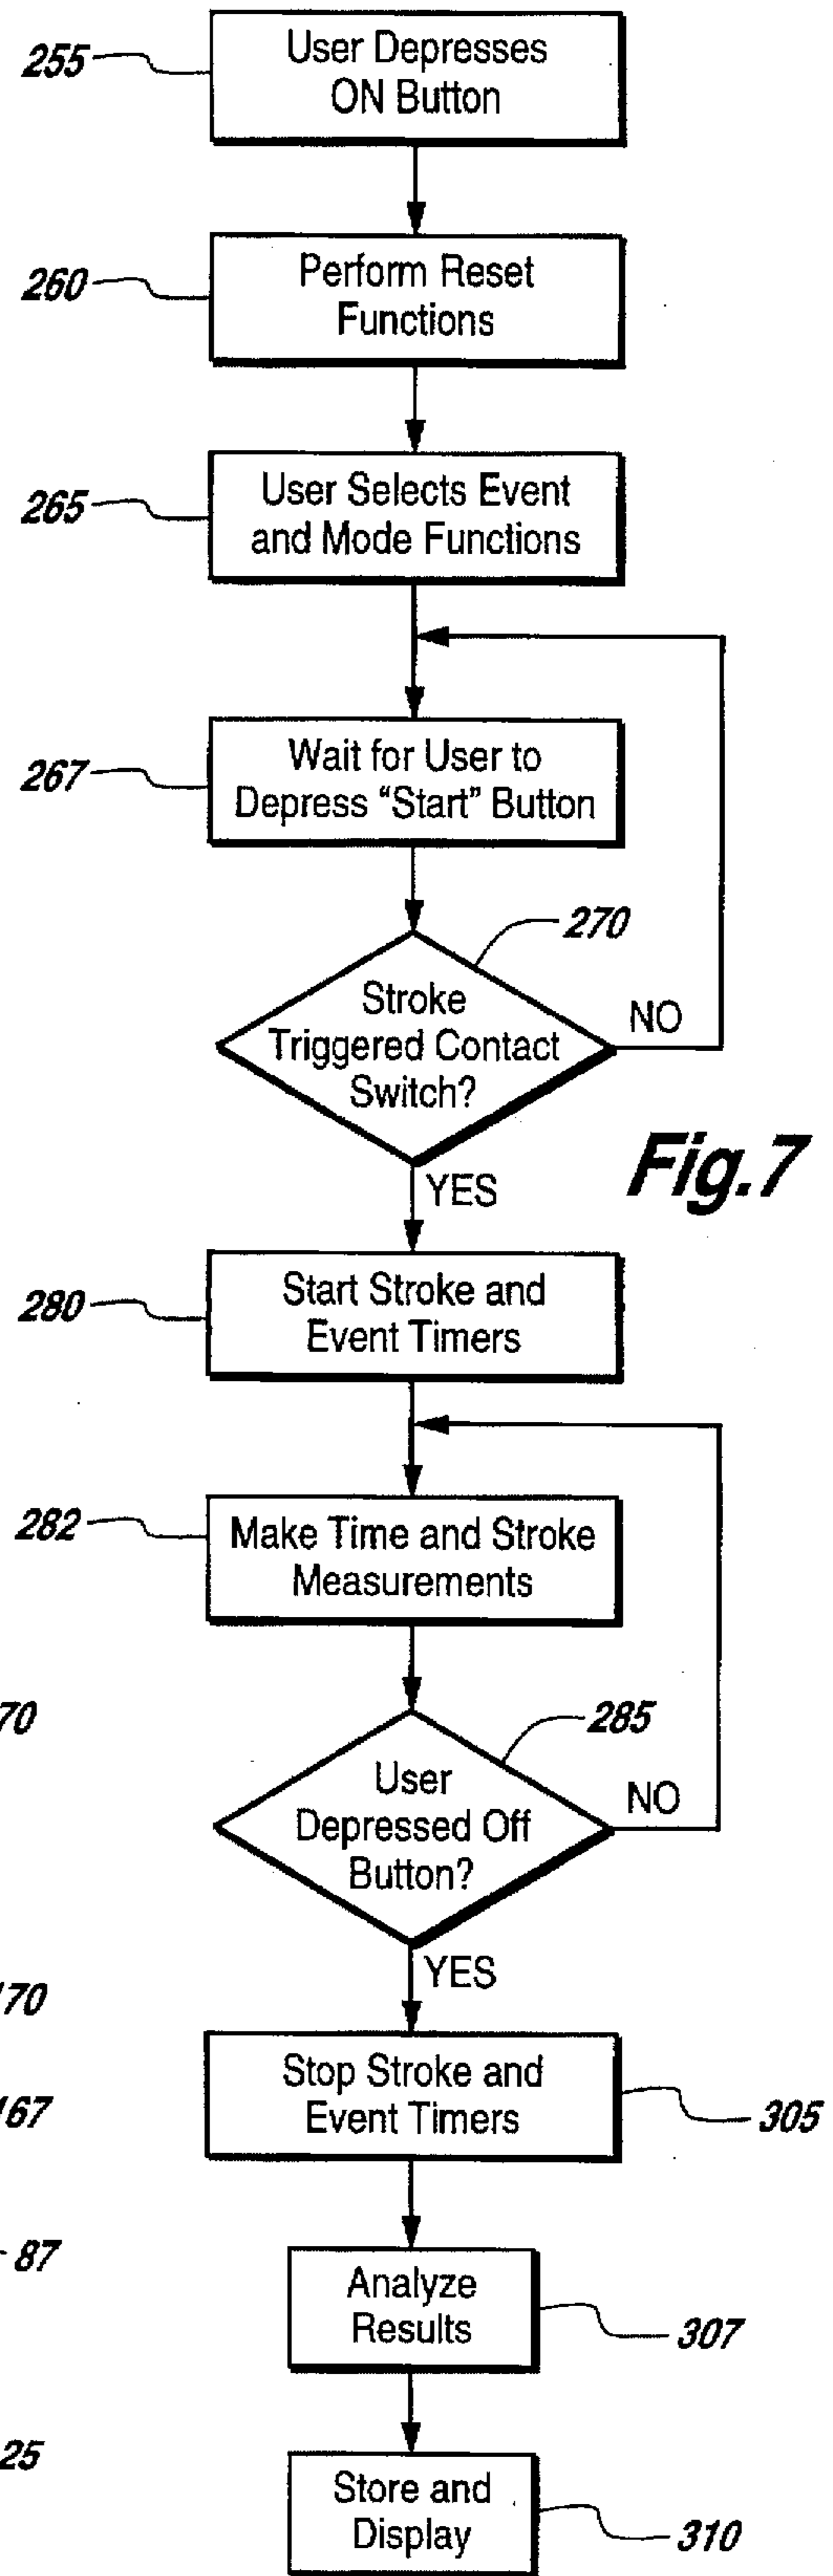 255
User Depresses
ON Button
260
Perform Reset
Functions
265
User Selects Event
and Mode Functions
267
Wait for User to
Depress “Start” Button
270
Stroke
Triggered Contact
Switch?
NO
Fig.7
YES
280
Start Stroke and
Event Timers
282
Make Time and Stroke
Measurements
70
285
User
Depressed Off
Button?
NO
YES
170
Stop Stroke and
Event Timers
305
167
87
Analyze
Results
307
25
Store and
Display
310